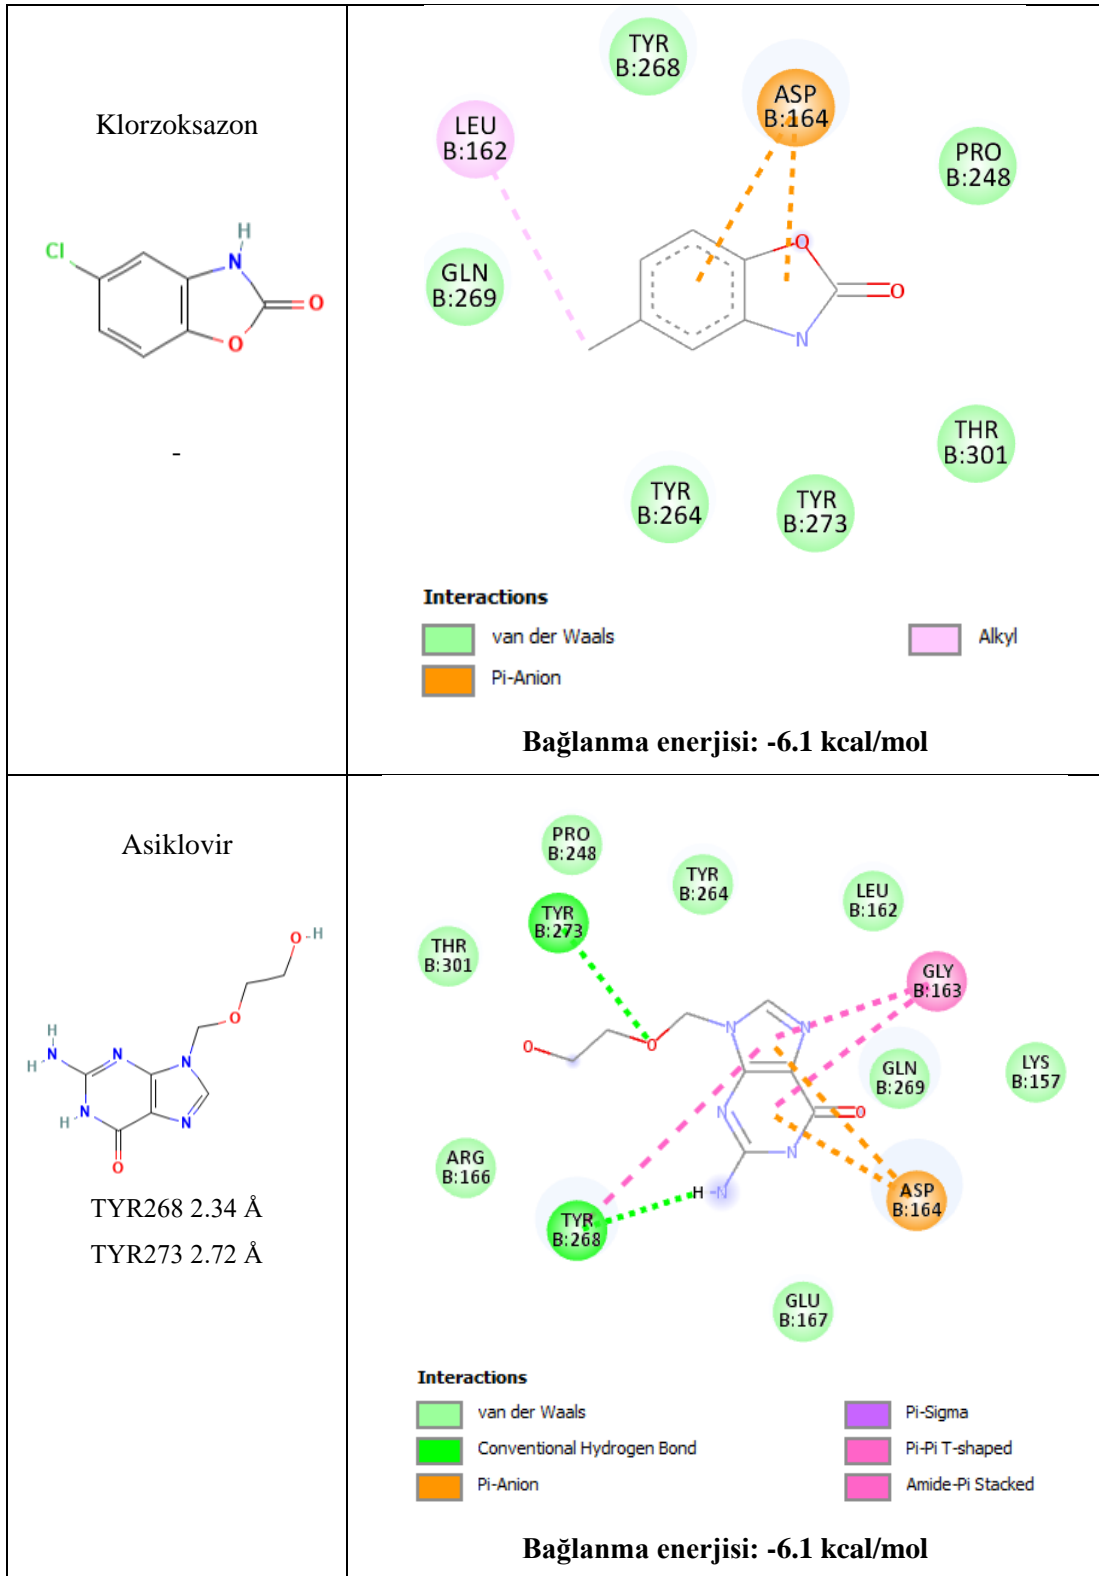 Klorzoksazon
Cl
H
N
O
O
-
TYR
B:268
ASP
B:164
LEU
B:162
PRO
B:248
GLN
B:269
O
O
N
THR
B:301
TYR
B:264
TYR
B:273
Interactions
van der Waals
Alkyl
Pi-Anion
Bağlanma enerjisi: -6.1 kcal/mol
Asiklovir
O-H
O
H
H N
N
N
N
H N
O
TYR268 2.34 Å
TYR273 2.72 Å
PRO
B:248
TYR
B:264
LEU
B:162
TYR
B:273
THR
B:301
GLY
B:163
O
O
N
N
GLN
B:269
LYS
B:157
N
O
N
ARG
B:166
H -N
ASP
B:164
TYR
B:268
GLU
B:167
Interactions
van der Waals
Pi-Sigma
Conventional Hydrogen Bond
Pi-Pi T-shaped
Pi-Anion
Amide-Pi Stacked
Bağlanma enerjisi: -6.1 kcal/mol